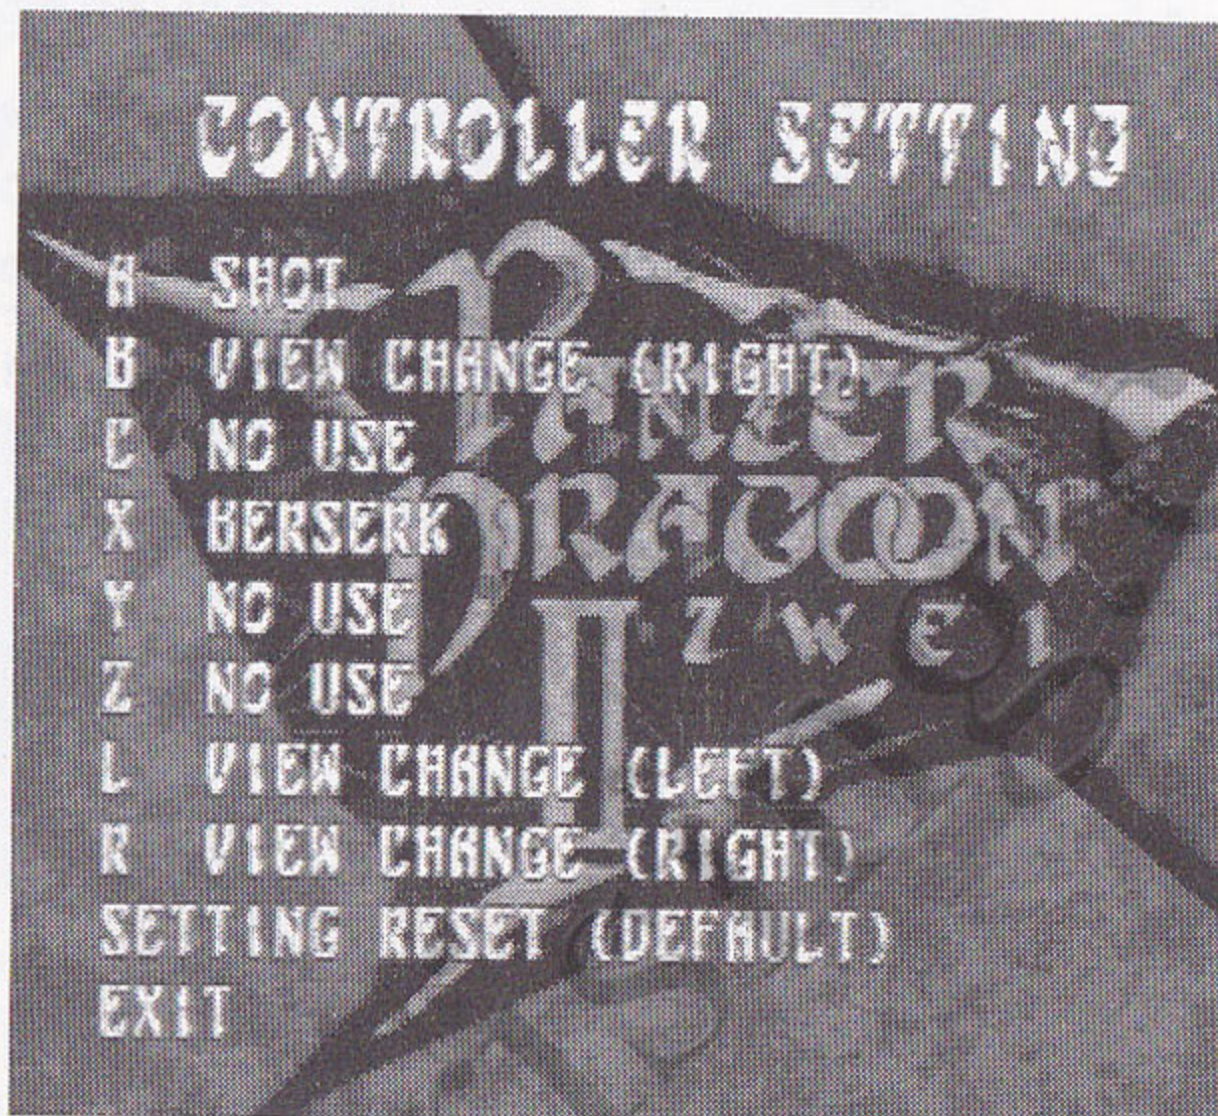 CONTROLLER SETTING
A SHOT
B VIEW CHANGE (RIGHT)
C NO USE
X BERSERK
Y NO USE
Z NO USE
L VIEW CHANGE (LEFT)
R VIEW CHANGE (RIGHT)
SETTING RESET (DEFAULT)
EXIT
PANZER
DRAGOON
II ZWEI